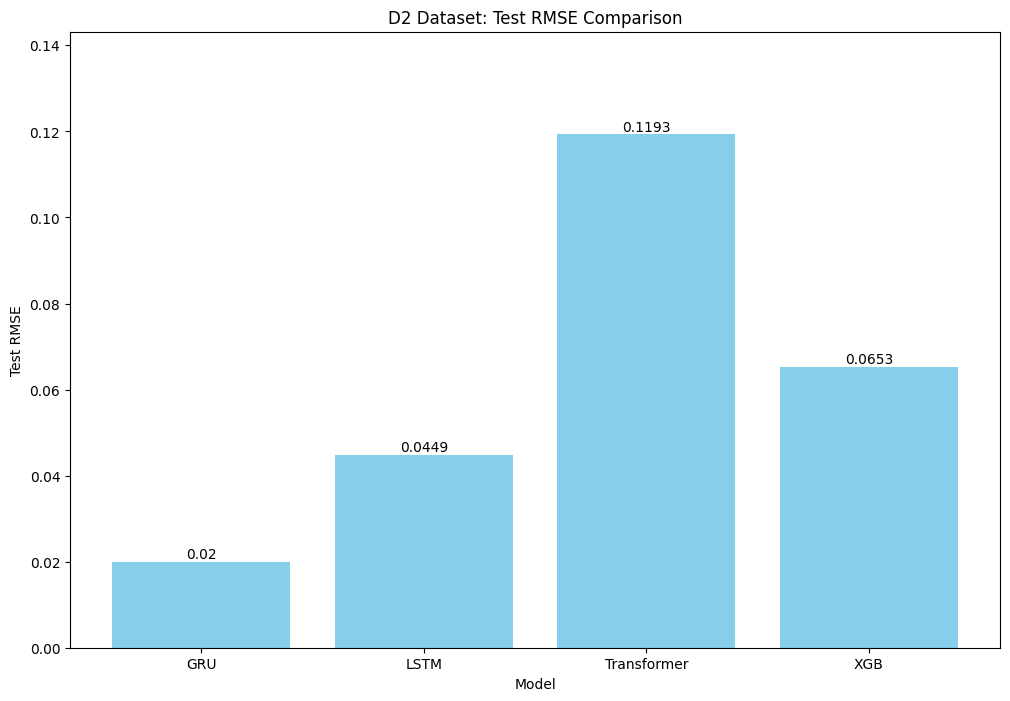 D2 Dataset: Test RMSE Comparison
0.14
0.12
0.10
0.08
0.06
0.04
0.02
0.00
Test RMSE
0.02
0.0449
0.1193
0.0653
GRU
LSTM
Transformer
XGB
Model